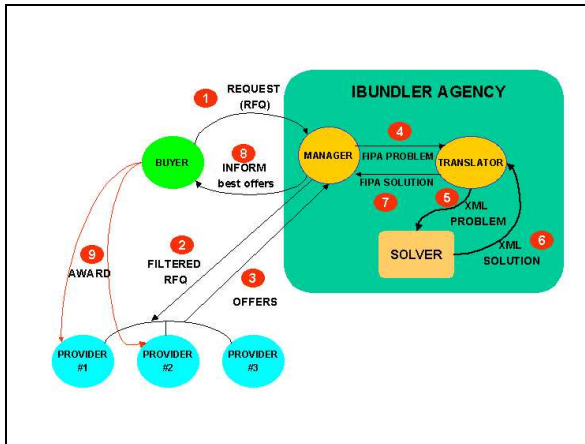 IBUNDLER AGENCY
1
REQUEST
(RFQ)
4
MANAGER
FIPA PROBLEM
TRANSLATOR
BUYER
8
INFORM
best offers
FIPA SOLUTION
7
5
XML
PROBLEM
SOLVER
XML
SOLUTION
6
2
FILTERED
RFQ
3
OFFERS
9
AWARD
PROVIDER
#1
PROVIDER
#2
PROVIDER
#3